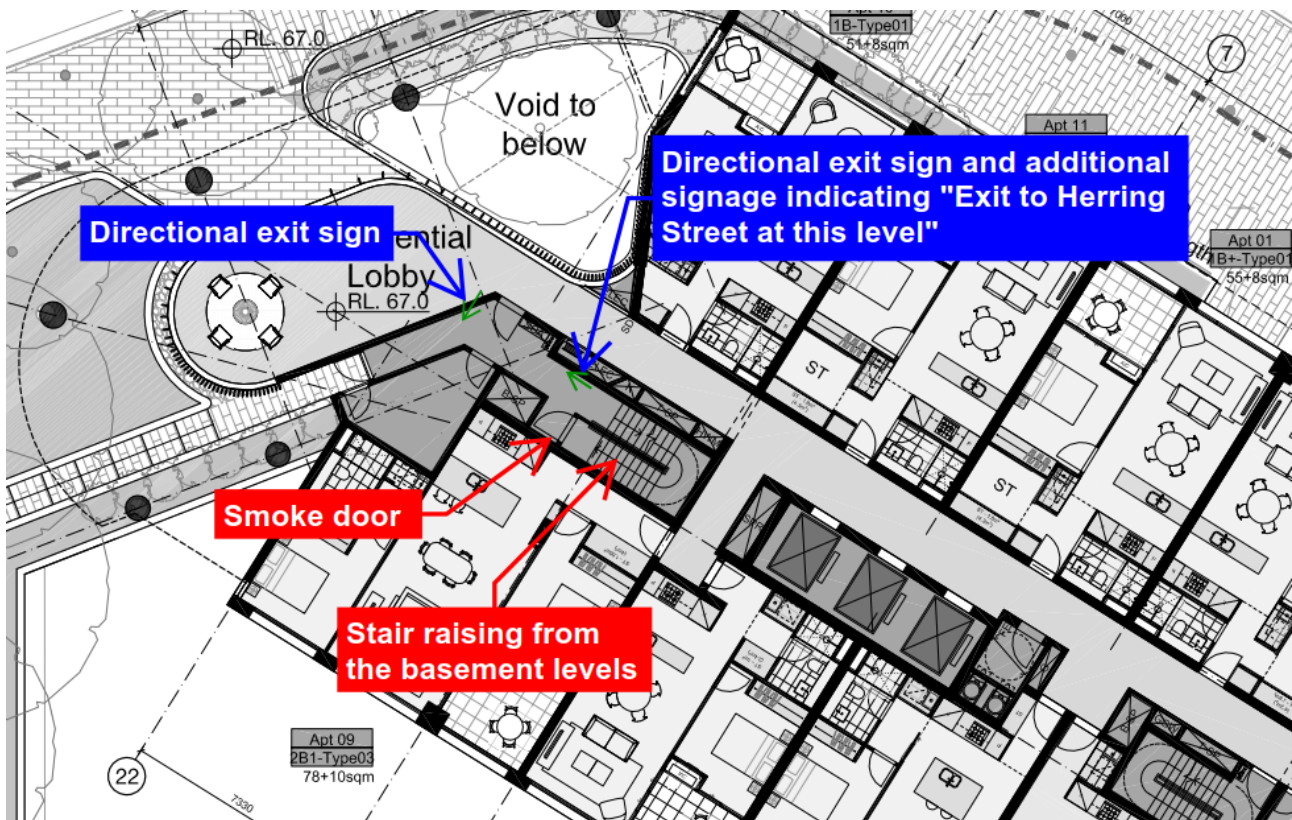 RL. 67.0
1B-Type01
51+8sqm
7000
7
Void to
below
Apt 11
Directional exit sign and additional
signage indicating "Exit to Herring
Street at this level"
Directional exit sign
Lobby
RL. 67.0
Apt 01
1B+-Type01
55+8sqm
SD
ST
ST
Smoke door
Stair raising from
the basement levels
Apt 09
2B1-Type03
78+10sqm
22
7330